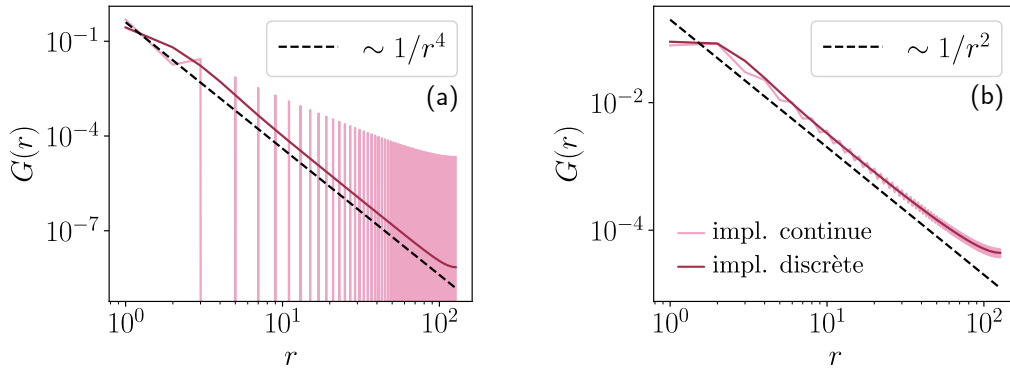 G(r)
10⁻¹
10⁻⁴
10⁻⁷
∼ 1/r⁴
(a)
10⁰
10¹
10²
r
G(r)
10⁻²
10⁻⁴
∼ 1/r²
(b)
impl. continue
impl. discrète
10⁰
10¹
10²
r